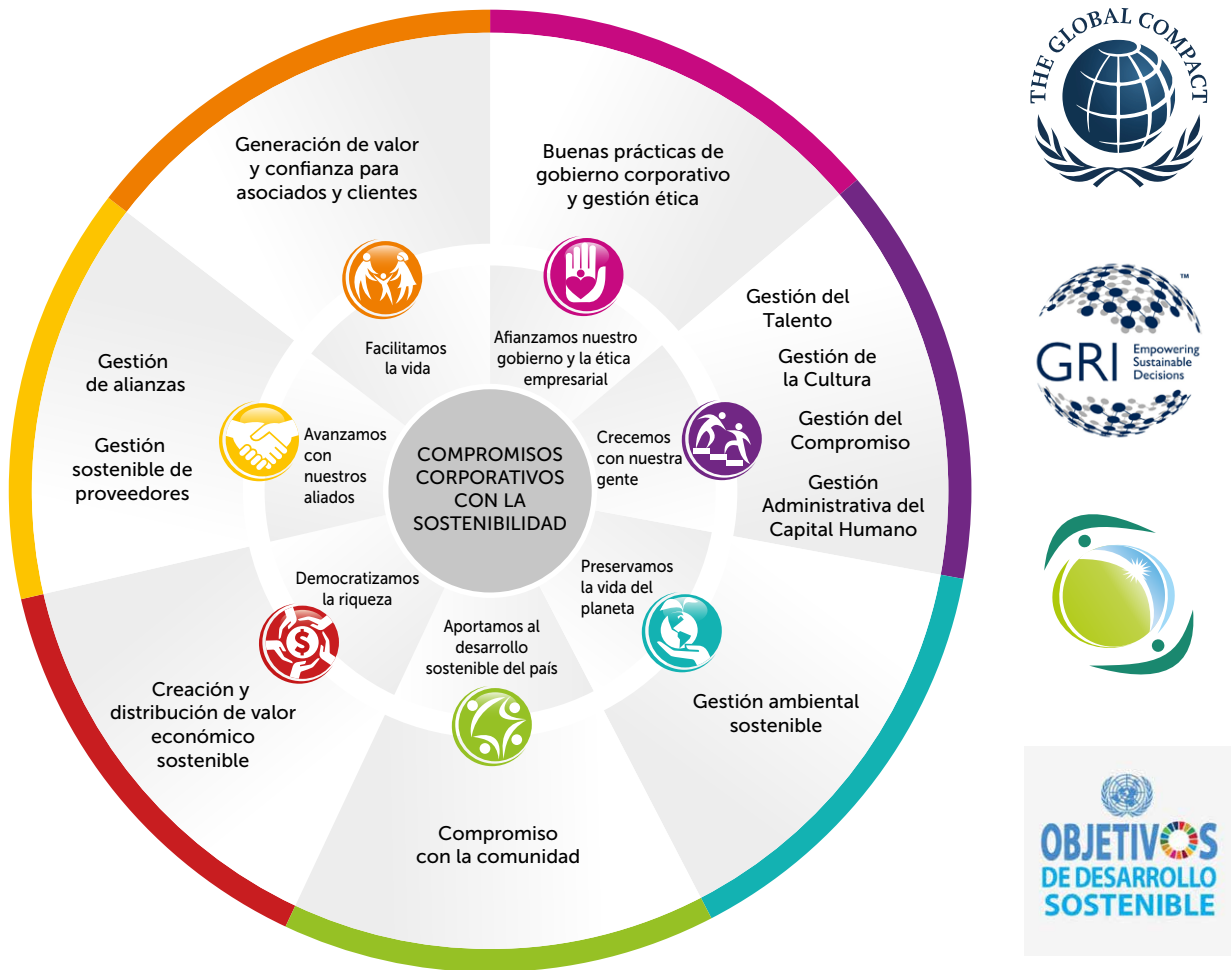 Generación de valor
y confianza para
asociados y clientes
Buenas prácticas de
gobierno corporativo
y gestión ética
Gestión del
Talento
Gestión de
la Cultura
Gestión del
Compromiso
Gestión
Administrativa del
Capital Humano
Gestión ambiental
sostenible
Compromiso
con la comunidad
Creación y
distribución de valor
económico
sostenible
Gestión
de alianzas
Gestión
sostenible de
proveedores
Facilitamos
la vida
Afianzamos nuestro
gobierno y la ética
empresarial
Crecemos
con nuestra
gente
Preservamos
la vida del
planeta
Aportamos al
desarrollo
sostenible del país
Democratizamos
la riqueza
$
Avanzamos
con
nuestros
aliados
COMPROMISOS
CORPORATIVOS
CON LA
SOSTENIBILIDAD
THE GLOBAL COMPACT
GRI
Empowering
Sustainable
Decisions
™
OBJETIVOS
DE DESARROLLO
SOSTENIBLE